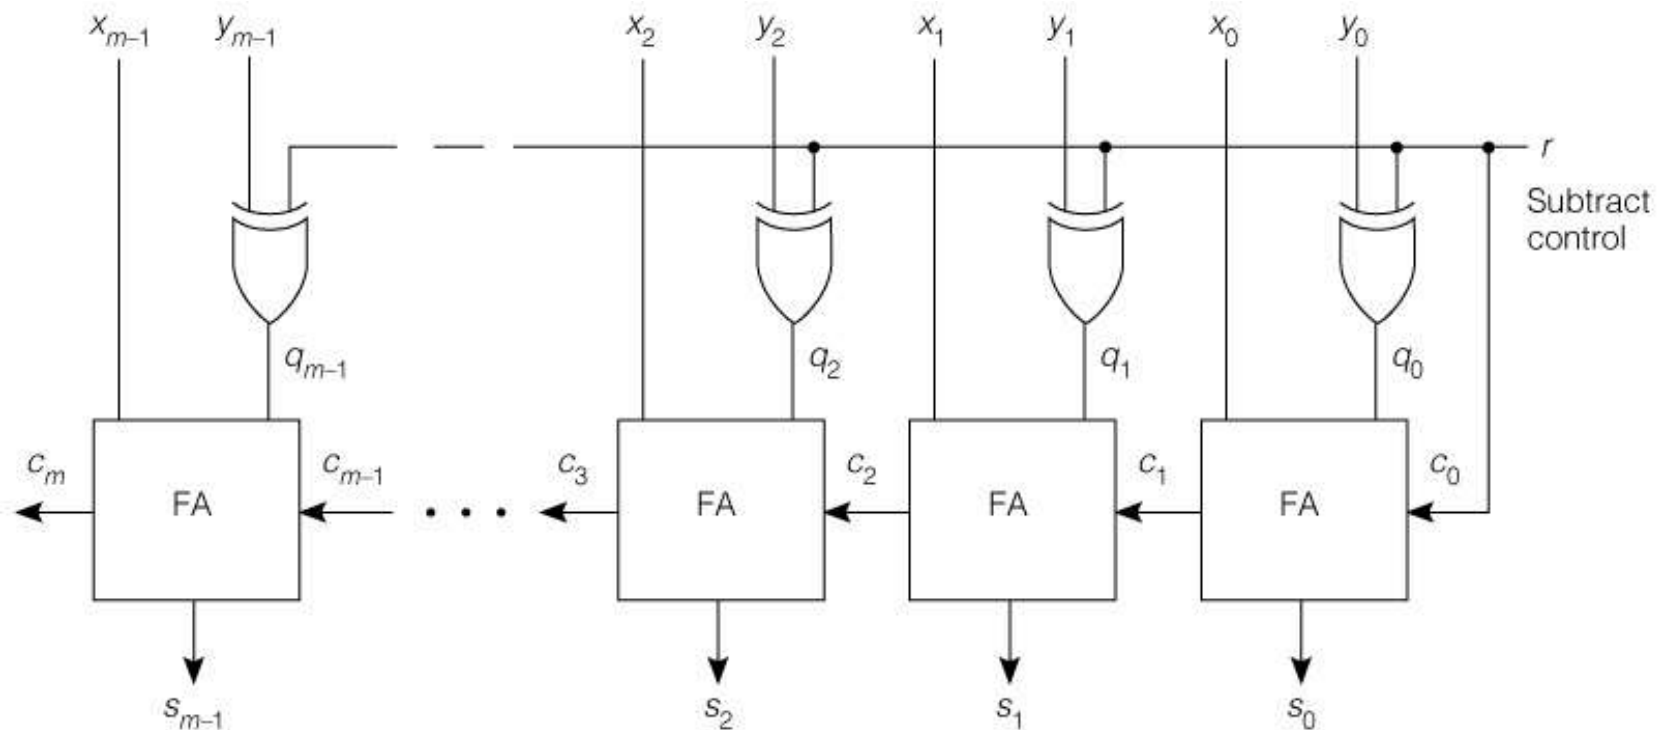 x_{m–1} y_{m–1} x_2 y_2 x_1 y_1 x_0 y_0
r
Subtract
control
q_{m–1} q_2 q_1 q_0
c_m c_{m–1} c_3 c_2 c_1 c_0
FA FA FA FA
s_{m–1} s_2 s_1 s_0